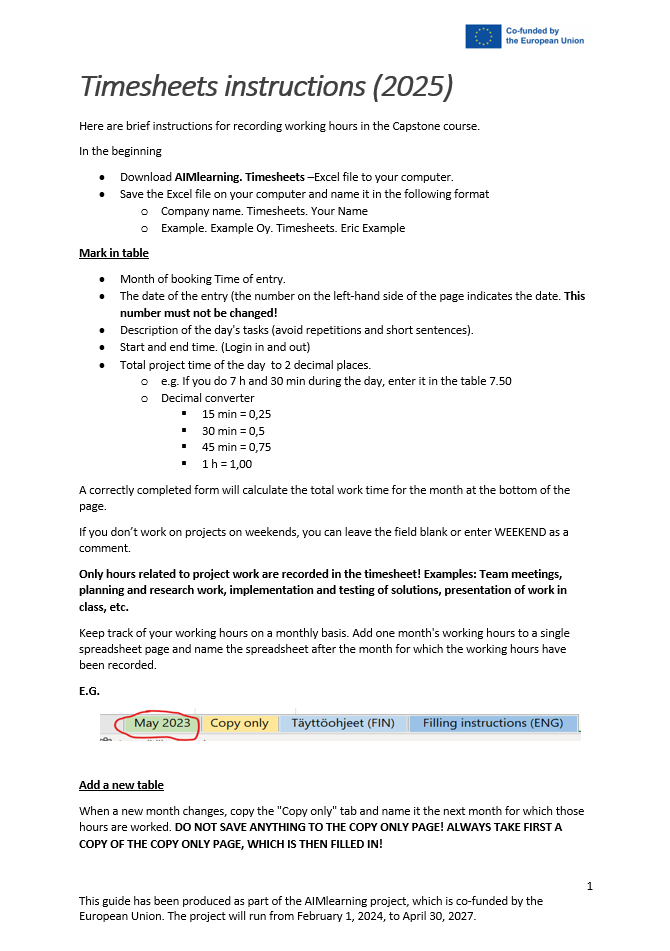 Co-funded by
the European Union
Timesheets instructions (2025)
Here are brief instructions for recording working hours in the Capstone course.
In the beginning
• Download AIMlearning. Timesheets –Excel file to your computer.
• Save the Excel file on your computer and name it in the following format
o Company name. Timesheets. Your Name
o Example. Example Oy. Timesheets. Eric Example
Mark in table
• Month of booking Time of entry.
• The date of the entry (the number on the left-hand side of the page indicates the date. This
number must not be changed!
• Description of the day's tasks (avoid repetitions and short sentences).
• Start and end time. (Login in and out)
• Total project time of the day  to 2 decimal places.
o e.g. If you do 7 h and 30 min during the day, enter it in the table 7.50
o Decimal converter
▪ 15 min = 0,25
▪ 30 min = 0,5
▪ 45 min = 0,75
▪ 1 h = 1,00
A correctly completed form will calculate the total work time for the month at the bottom of the
page.
If you don’t work on projects on weekends, you can leave the field blank or enter WEEKEND as a
comment.
Only hours related to project work are recorded in the timesheet! Examples: Team meetings,
planning and research work, implementation and testing of solutions, presentation of work in
class, etc.
Keep track of your working hours on a monthly basis. Add one month's working hours to a single
spreadsheet page and name the spreadsheet after the month for which the working hours have
been recorded.
E.G.
May 2023 Copy only Täyttöohjeet (FIN) Filling instructions (ENG)
Add a new table
When a new month changes, copy the "Copy only" tab and name it the next month for which those
hours are worked. DO NOT SAVE ANYTHING TO THE COPY ONLY PAGE! ALWAYS TAKE FIRST A
COPY OF THE COPY ONLY PAGE, WHICH IS THEN FILLED IN!
1
This guide has been produced as part of the AIMlearning project, which is co-funded by the
European Union. The project will run from February 1, 2024, to April 30, 2027.